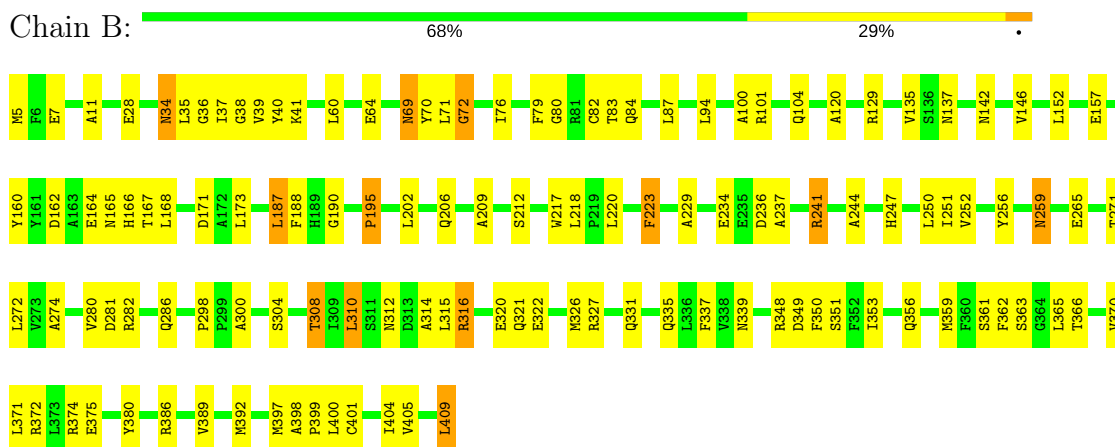 Chain B:
68% 29% •
M5 F6 E7 A11 E28 N34 L35 G36 I37 G38 V39 Y40 K41 L60 E64 N69 Y70 L71 G72 I76 F79 G80 R81 C82 T83 Q84 L87 L94 A100 R101 Q104 A120 R129 V135 S136 N137 N142 V146 L152 E157
Y160 Y161 D162 A163 E164 N165 H166 T167 L168 D171 A172 L173 L187 F188 H189 G190 P195 L202 Q206 A209 S212 W217 L218 P219 L220 F223 A229 E234 E235 D236 A237 R241 A244 H247 L250 I251 V252 Y256 N259 E265
L272 V273 A274 V280 D281 R282 Q286 P298 P299 A300 S304 T308 I309 L310 S311 N312 D313 A314 L315 R316 E320 Q321 E322 M326 R327 Q331 Q335 L336 F337 V338 N339 R348 D349 F350 S351 F352 I353 Q356 M359 F360 S361 F362 S363 G364 L365 T366
L371 R372 L373 R374 E375 Y380 R386 V389 M392 M397 A398 P399 L400 C401 I404 V405 L409